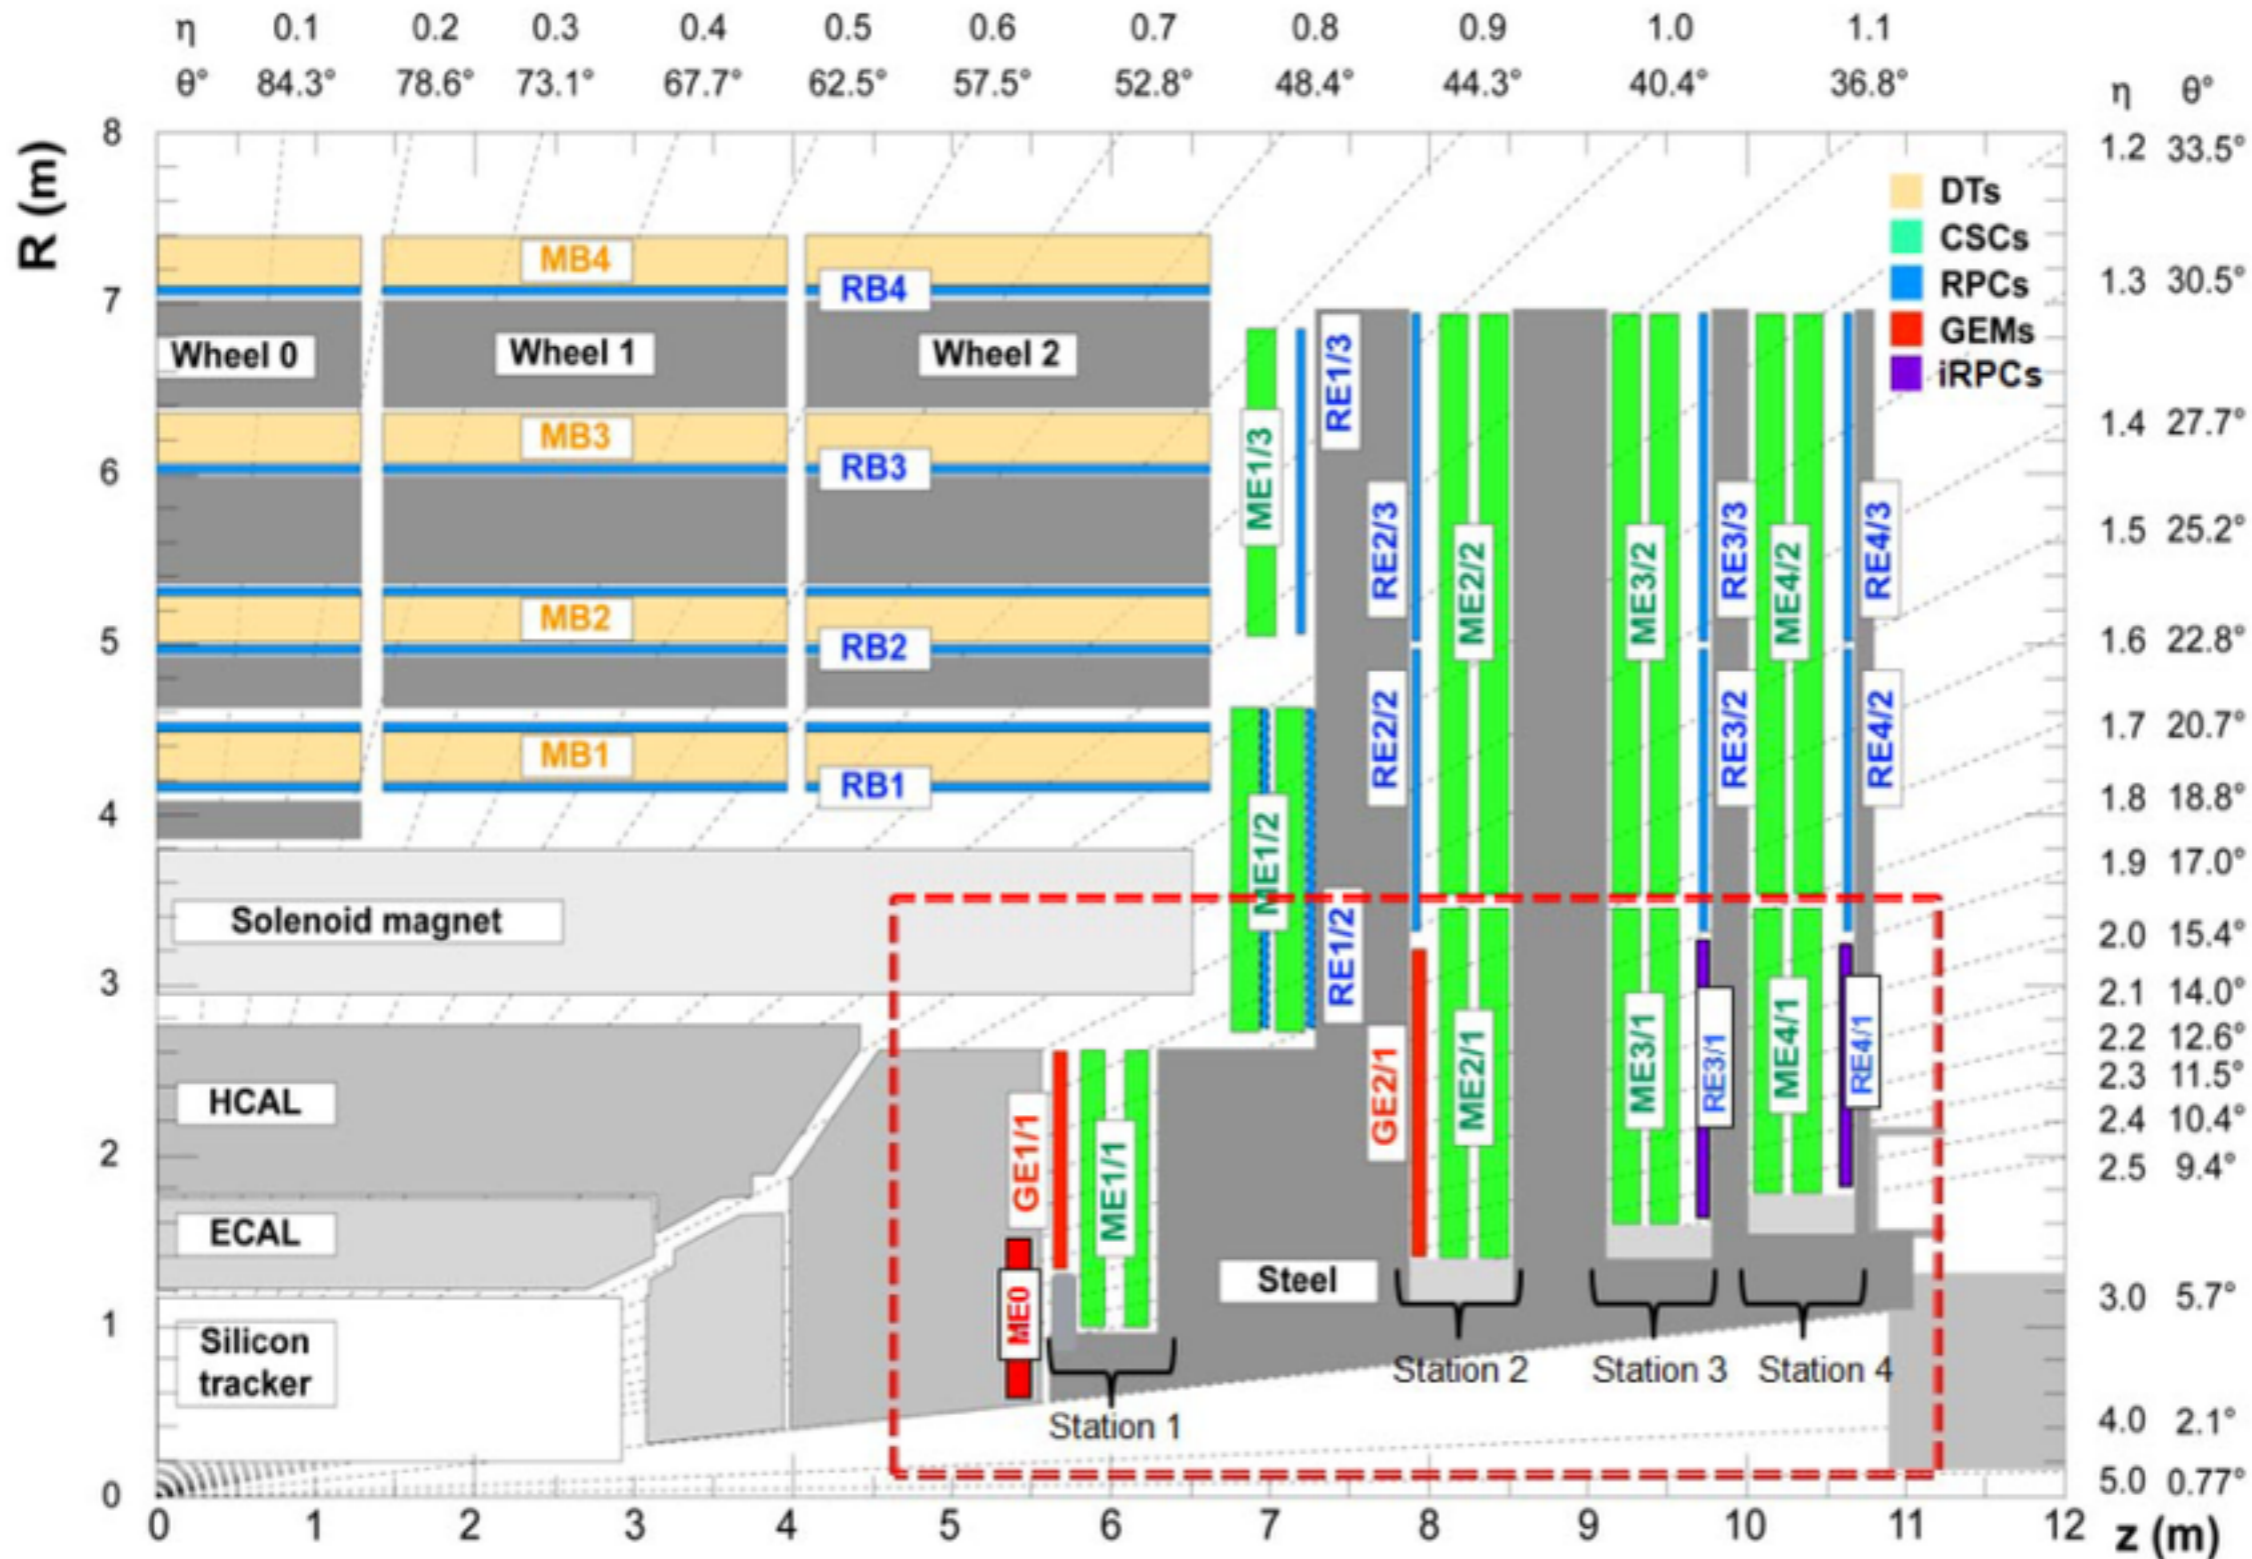 η 0.1 0.2 0.3 0.4 0.5 0.6 0.7 0.8 0.9 1.0 1.1
θ° 84.3° 78.6° 73.1° 67.7° 62.5° 57.5° 52.8° 48.4° 44.3° 40.4° 36.8°
η θ°
R (m)
8
7
6
5
4
3
2
1
0
0 1 2 3 4 5 6 7 8 9 10 11 12 z (m)
1.2 33.5°
1.3 30.5°
1.4 27.7°
1.5 25.2°
1.6 22.8°
1.7 20.7°
1.8 18.8°
1.9 17.0°
2.0 15.4°
2.1 14.0°
2.2 12.6°
2.3 11.5°
2.4 10.4°
2.5 9.4°
3.0 5.7°
4.0 2.1°
5.0 0.77°
DTs
CSCs
RPCs
GEMs
iRPCs
MB4
RB4
Wheel 0
Wheel 1
Wheel 2
MB3
RB3
MB2
RB2
MB1
RB1
Solenoid magnet
HCAL
ECAL
Silicon
tracker
Steel
ME1/3
RE1/3
RE2/3
ME2/2
ME3/2
RE3/3
ME4/2
RE4/3
RE2/2
RE3/2
RE4/2
ME1/2
RE1/2
GE1/1
ME1/1
ME0
GE2/1
ME2/1
ME3/1
RE3/1
ME4/1
RE4/1
Station 1
Station 2
Station 3
Station 4